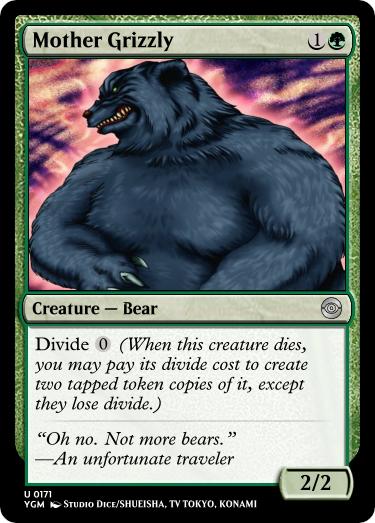 Mother Grizzly 1
Creature — Bear
Divide 0 (When this creature dies,
you may pay its divide cost to create
two tapped token copies of it, except
they lose divide.)
“Oh no. Not more bears.”
—An unfortunate traveler
2/2
U 0171
YGM Studio Dice/SHUEISHA, TV TOKYO, KONAMI